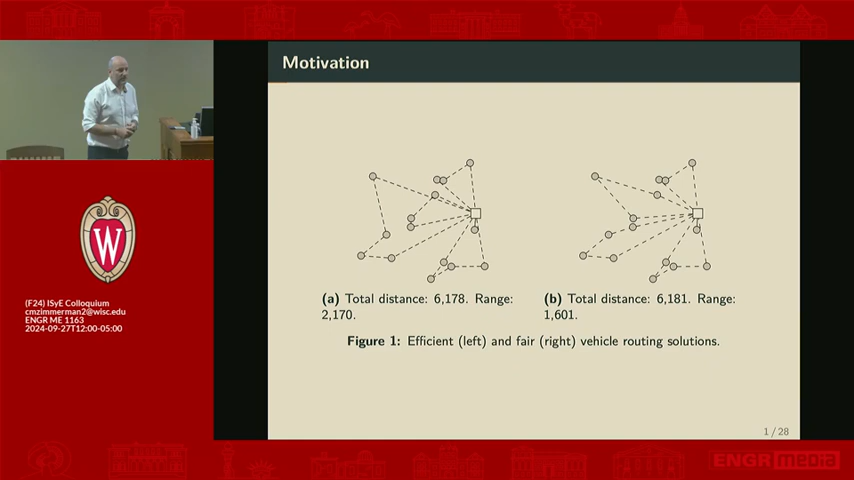 Motivation
(a) Total distance: 6,178. Range:
2,170.
(b) Total distance: 6,181. Range:
1,601.
Figure 1: Efficient (left) and fair (right) vehicle routing solutions.
1 / 28
W
(F24) ISyE Colloquium
cmzimmerman2@wisc.edu
ENGR ME 1163
2024-09-27T12:00-05:00
ENGR media